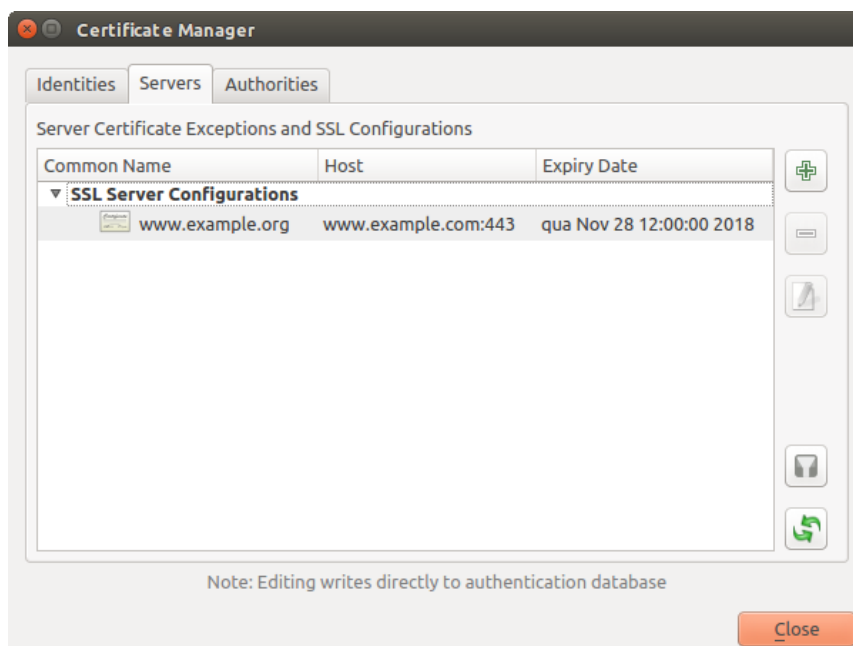 Certificate Manager
Identities Servers Authorities
Server Certificate Exceptions and SSL Configurations
Common Name Host Expiry Date
SSL Server Configurations
www.example.org www.example.com:443 qua Nov 28 12:00:00 2018
Note: Editing writes directly to authentication database
Close